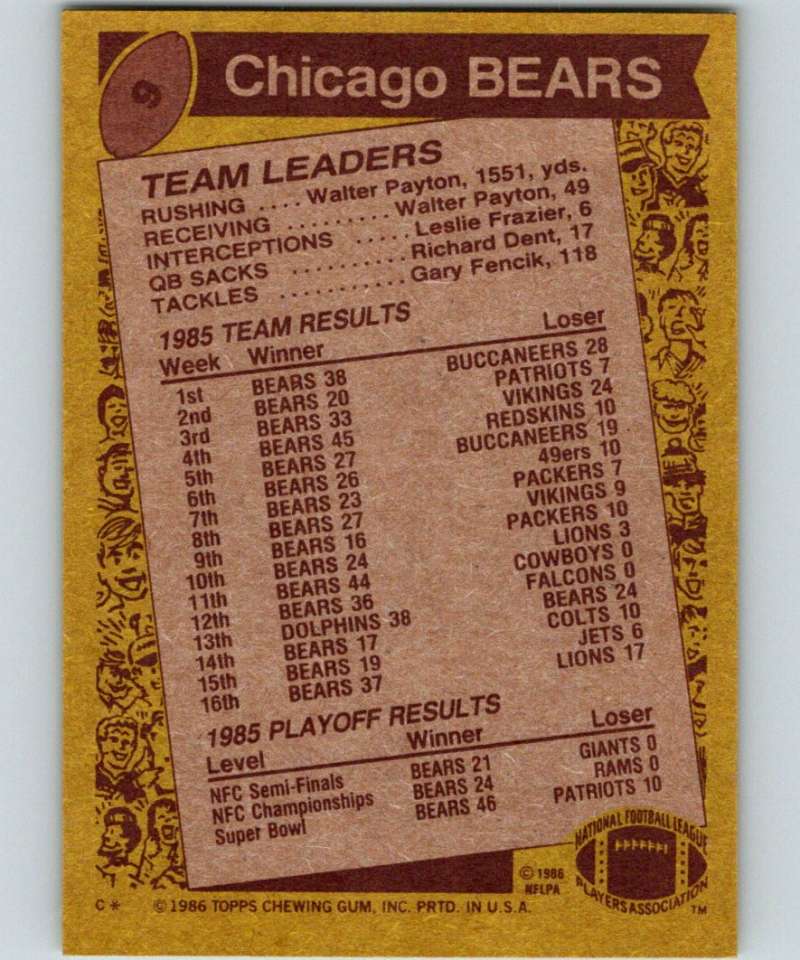 9
Chicago BEARS
TEAM LEADERS
RUSHING .... Walter Payton, 1551, yds.
RECEIVING ......... Walter Payton, 49
INTERCEPTIONS ..... Leslie Frazier, 6
QB SACKS .......... Richard Dent, 17
TACKLES ........... Gary Fencik, 118
1985 TEAM RESULTS
Week Winner Loser
1st BEARS 38 BUCCANEERS 28
2nd BEARS 20 PATRIOTS 7
3rd BEARS 33 VIKINGS 24
4th BEARS 45 REDSKINS 10
5th BEARS 27 BUCCANEERS 19
6th BEARS 26 49ers 10
7th BEARS 23 PACKERS 7
8th BEARS 27 VIKINGS 9
9th BEARS 16 PACKERS 10
10th BEARS 24 LIONS 3
11th BEARS 44 COWBOYS 0
12th BEARS 36 FALCONS 0
13th DOLPHINS 38 BEARS 24
14th BEARS 17 COLTS 10
15th BEARS 19 JETS 6
16th BEARS 37 LIONS 17
1985 PLAYOFF RESULTS
Level Winner Loser
NFC Semi-Finals BEARS 21 GIANTS 0
NFC Championships BEARS 24 RAMS 0
Super Bowl BEARS 46 PATRIOTS 10
© 1986
NFLPA
NATIONAL FOOTBALL LEAGUE
PLAYERS ASSOCIATION
TM
C * © 1986 TOPPS CHEWING GUM, INC. PRTD. IN U.S.A.